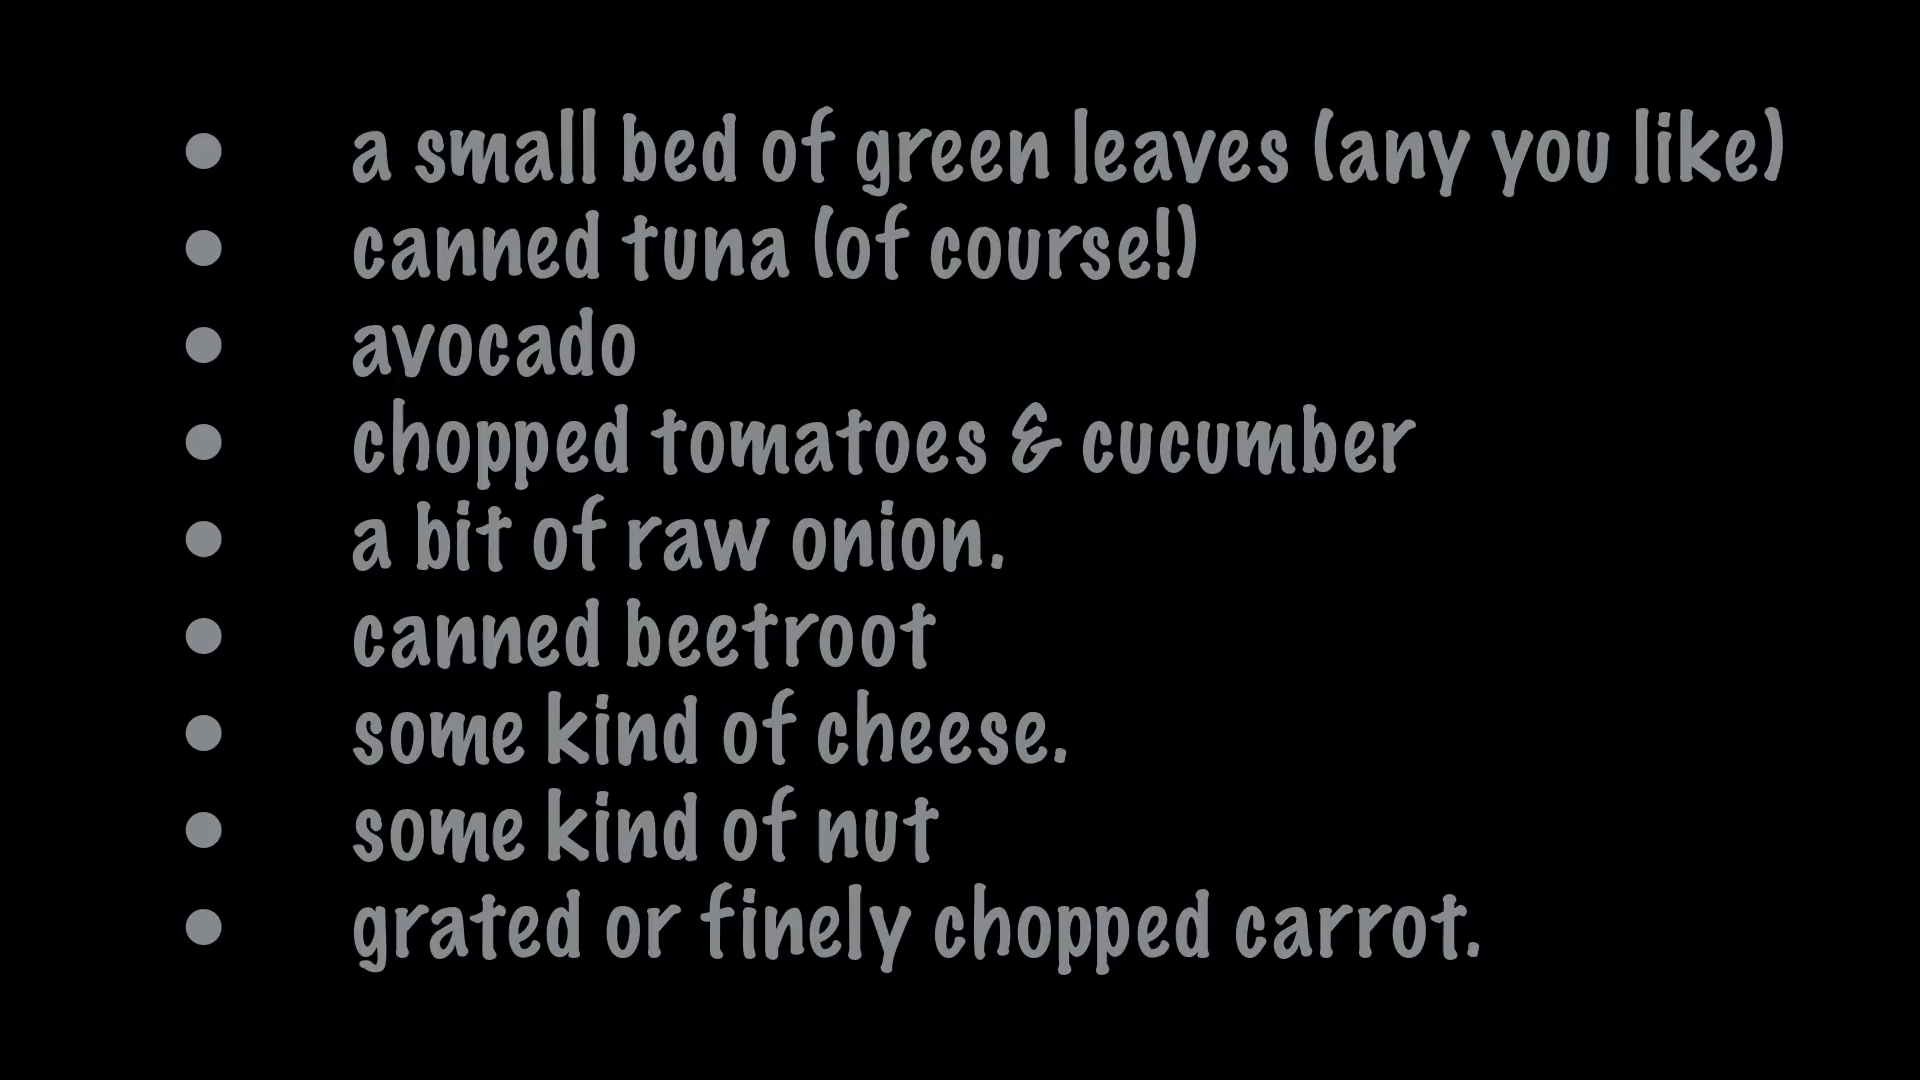 • a small bed of green leaves (any you like)
• canned tuna (of course!)
• avocado
• chopped tomatoes & cucumber
• a bit of raw onion.
• canned beetroot
• some kind of cheese.
• some kind of nut
• grated or finely chopped carrot.